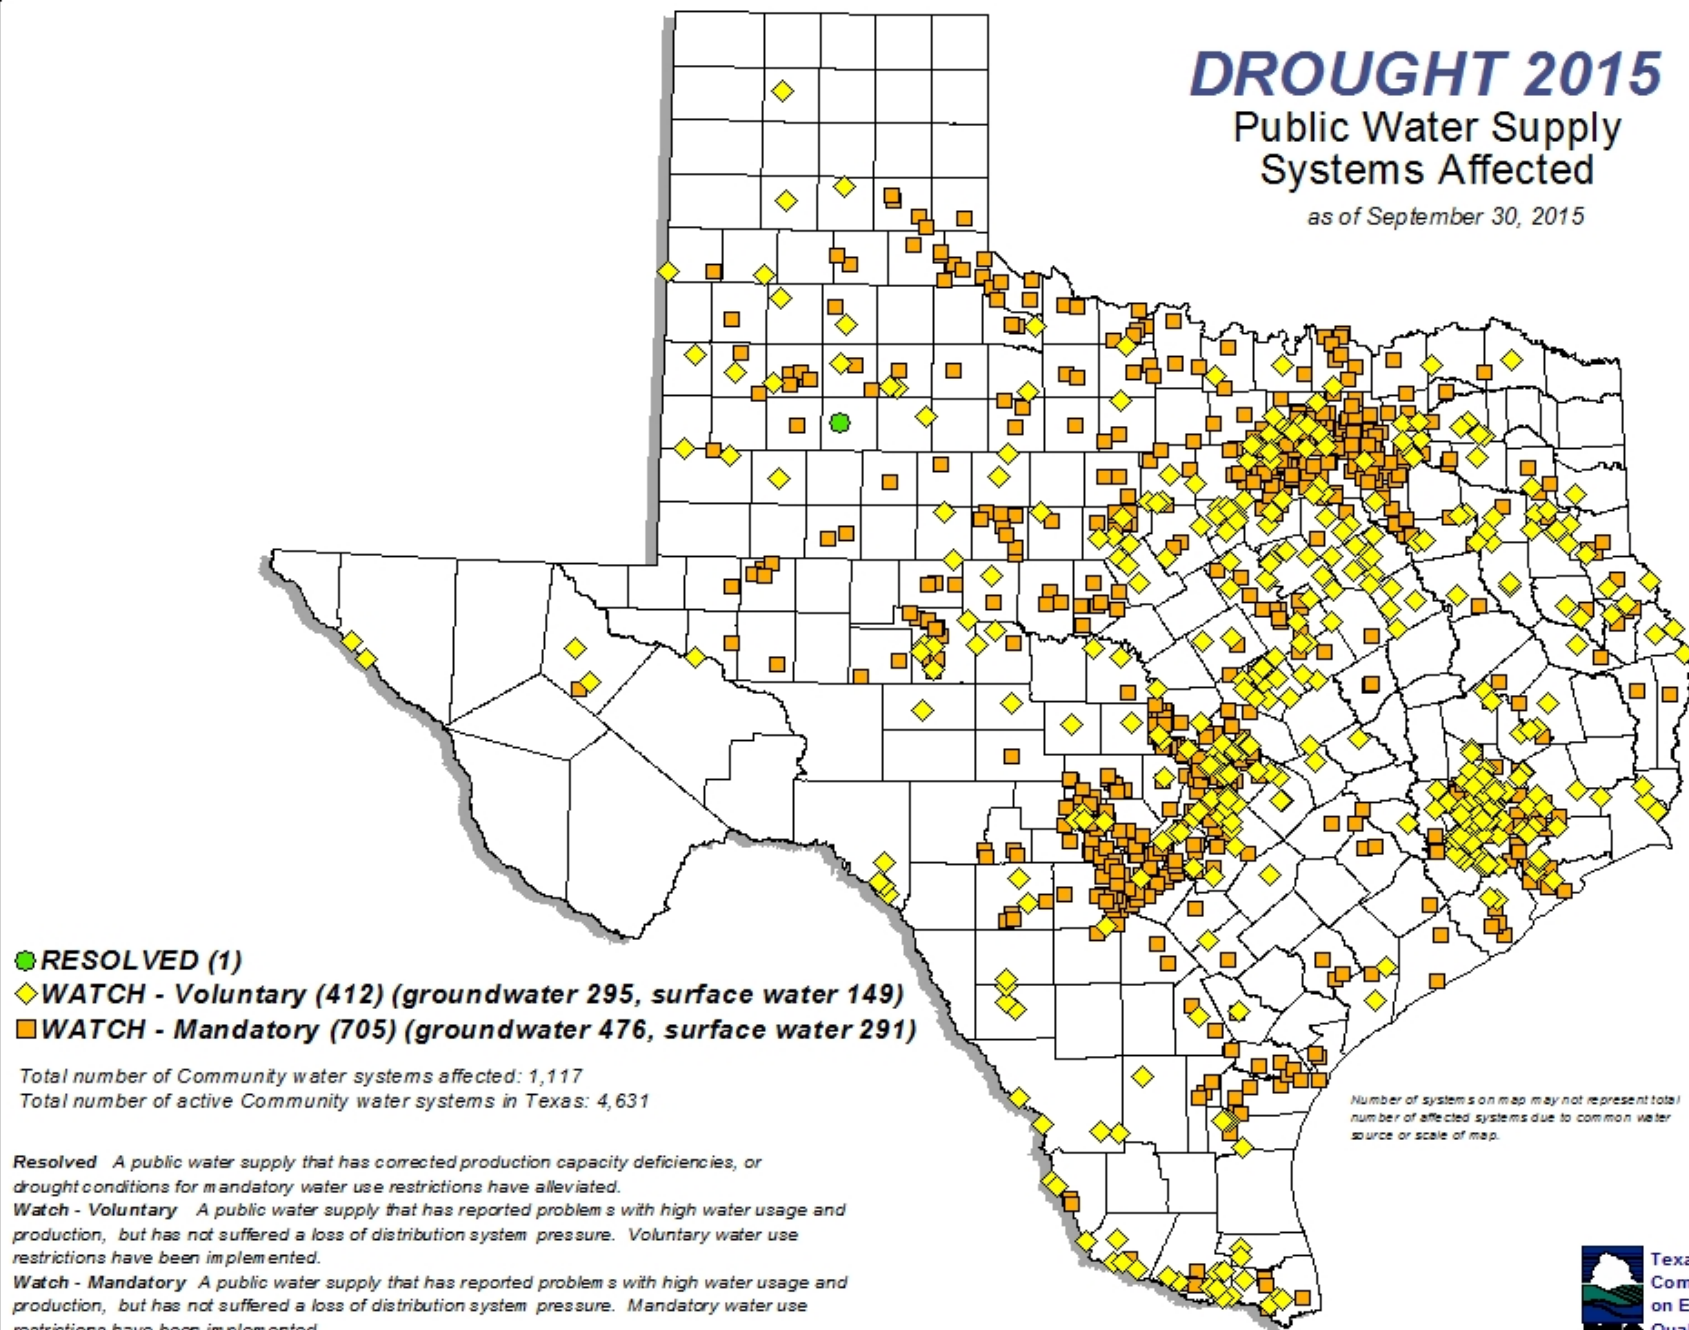 DROUGHT 2015
Public Water Supply
Systems Affected
as of September 30, 2015
RESOLVED (1)
WATCH - Voluntary (412) (groundwater 295, surface water 149)
WATCH - Mandatory (705) (groundwater 476, surface water 291)
Total number of Community water systems affected: 1,117
Total number of active Community water systems in Texas: 4,631
Number of systems on map may not represent total
number of affected systems due to common water
source or scale of map.
Resolved A public water supply that has corrected production capacity deficiencies, or
drought conditions for mandatory water use restrictions have alleviated.
Watch - Voluntary A public water supply that has reported problems with high water usage and
production, but has not suffered a loss of distribution system pressure. Voluntary water use
restrictions have been implemented.
Watch - Mandatory A public water supply that has reported problems with high water usage and
production, but has not suffered a loss of distribution system pressure. Mandatory water use
restrictions have been implemented.
Texa
Com
on E
Qual